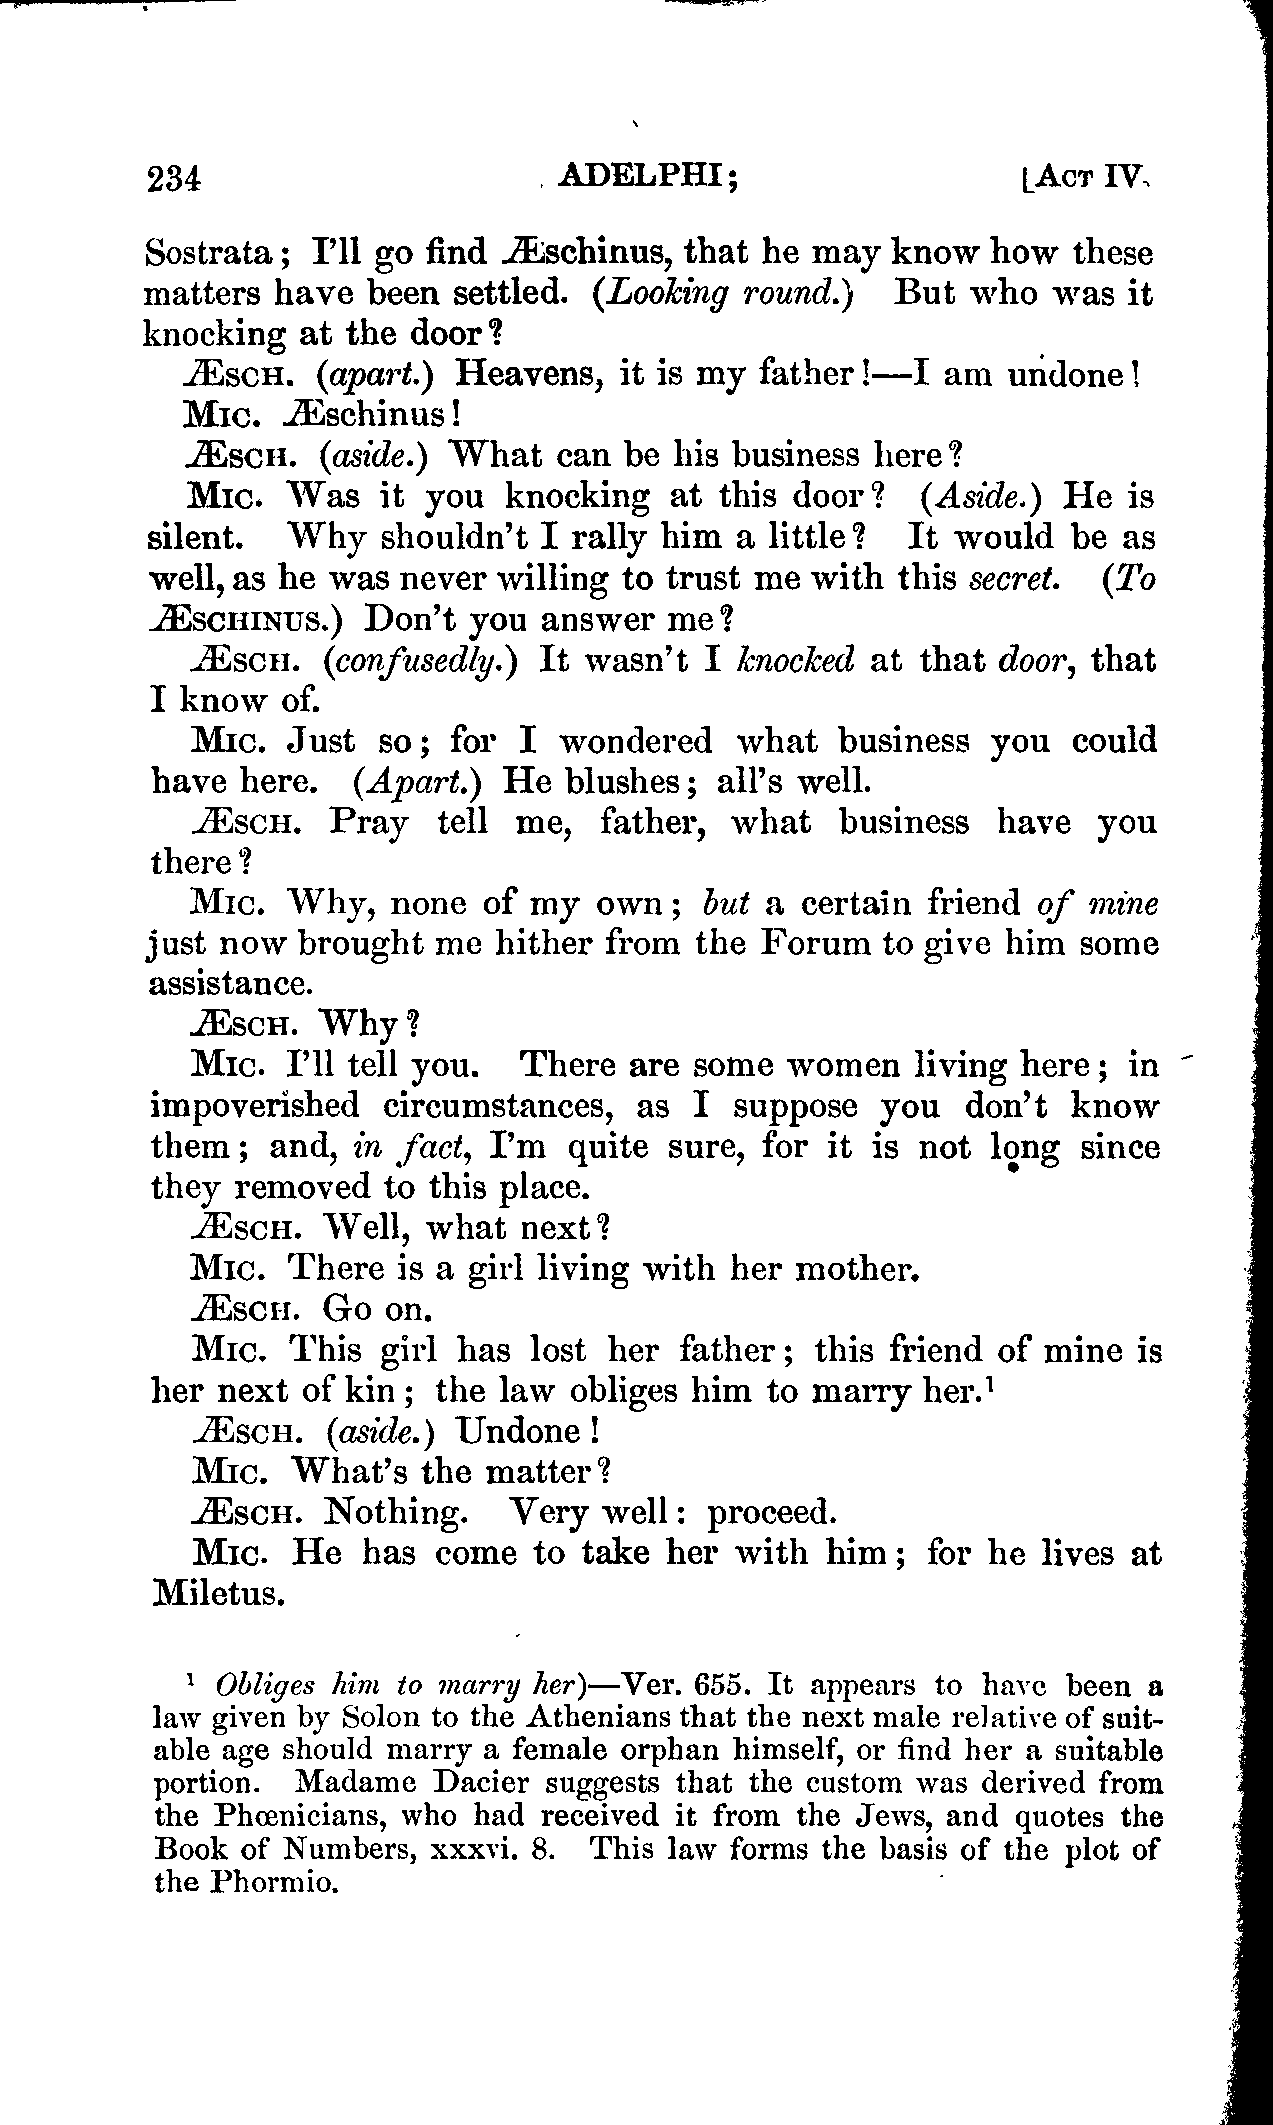 234 ADELPHI; [ACT IV.
Sostrata; I'll go find Æschinus, that he may know how these
matters have been settled. (Looking round.) But who was it
knocking at the door?
ÆSCH. (apart.) Heavens, it is my father!—I am undone!
MIC. Æschinus!
ÆSCH. (aside.) What can be his business here?
MIC. Was it you knocking at this door? (Aside.) He is
silent. Why shouldn't I rally him a little? It would be as
well, as he was never willing to trust me with this secret. (To
ÆSCHINUS.) Don't you answer me?
ÆSCH. (confusedly.) It wasn't I knocked at that door, that
I know of.
MIC. Just so; for I wondered what business you could
have here. (Apart.) He blushes; all's well.
ÆSCH. Pray tell me, father, what business have you
there?
MIC. Why, none of my own; but a certain friend of mine
just now brought me hither from the Forum to give him some
assistance.
ÆSCH. Why?
MIC. I'll tell you. There are some women living here; in
impoverished circumstances, as I suppose you don't know
them; and, in fact, I'm quite sure, for it is not long since
they removed to this place.
ÆSCH. Well, what next?
MIC. There is a girl living with her mother.
ÆSCH. Go on.
MIC. This girl has lost her father; this friend of mine is
her next of kin; the law obliges him to marry her.¹
ÆSCH. (aside.) Undone!
MIC. What's the matter?
ÆSCH. Nothing. Very well: proceed.
MIC. He has come to take her with him; for he lives at
Miletus.
¹ Obliges him to marry her)—Ver. 655. It appears to have been a
law given by Solon to the Athenians that the next male relative of suit-
able age should marry a female orphan himself, or find her a suitable
portion. Madame Dacier suggests that the custom was derived from
the Phœnicians, who had received it from the Jews, and quotes the
Book of Numbers, xxxvi. 8. This law forms the basis of the plot of
the Phormio.